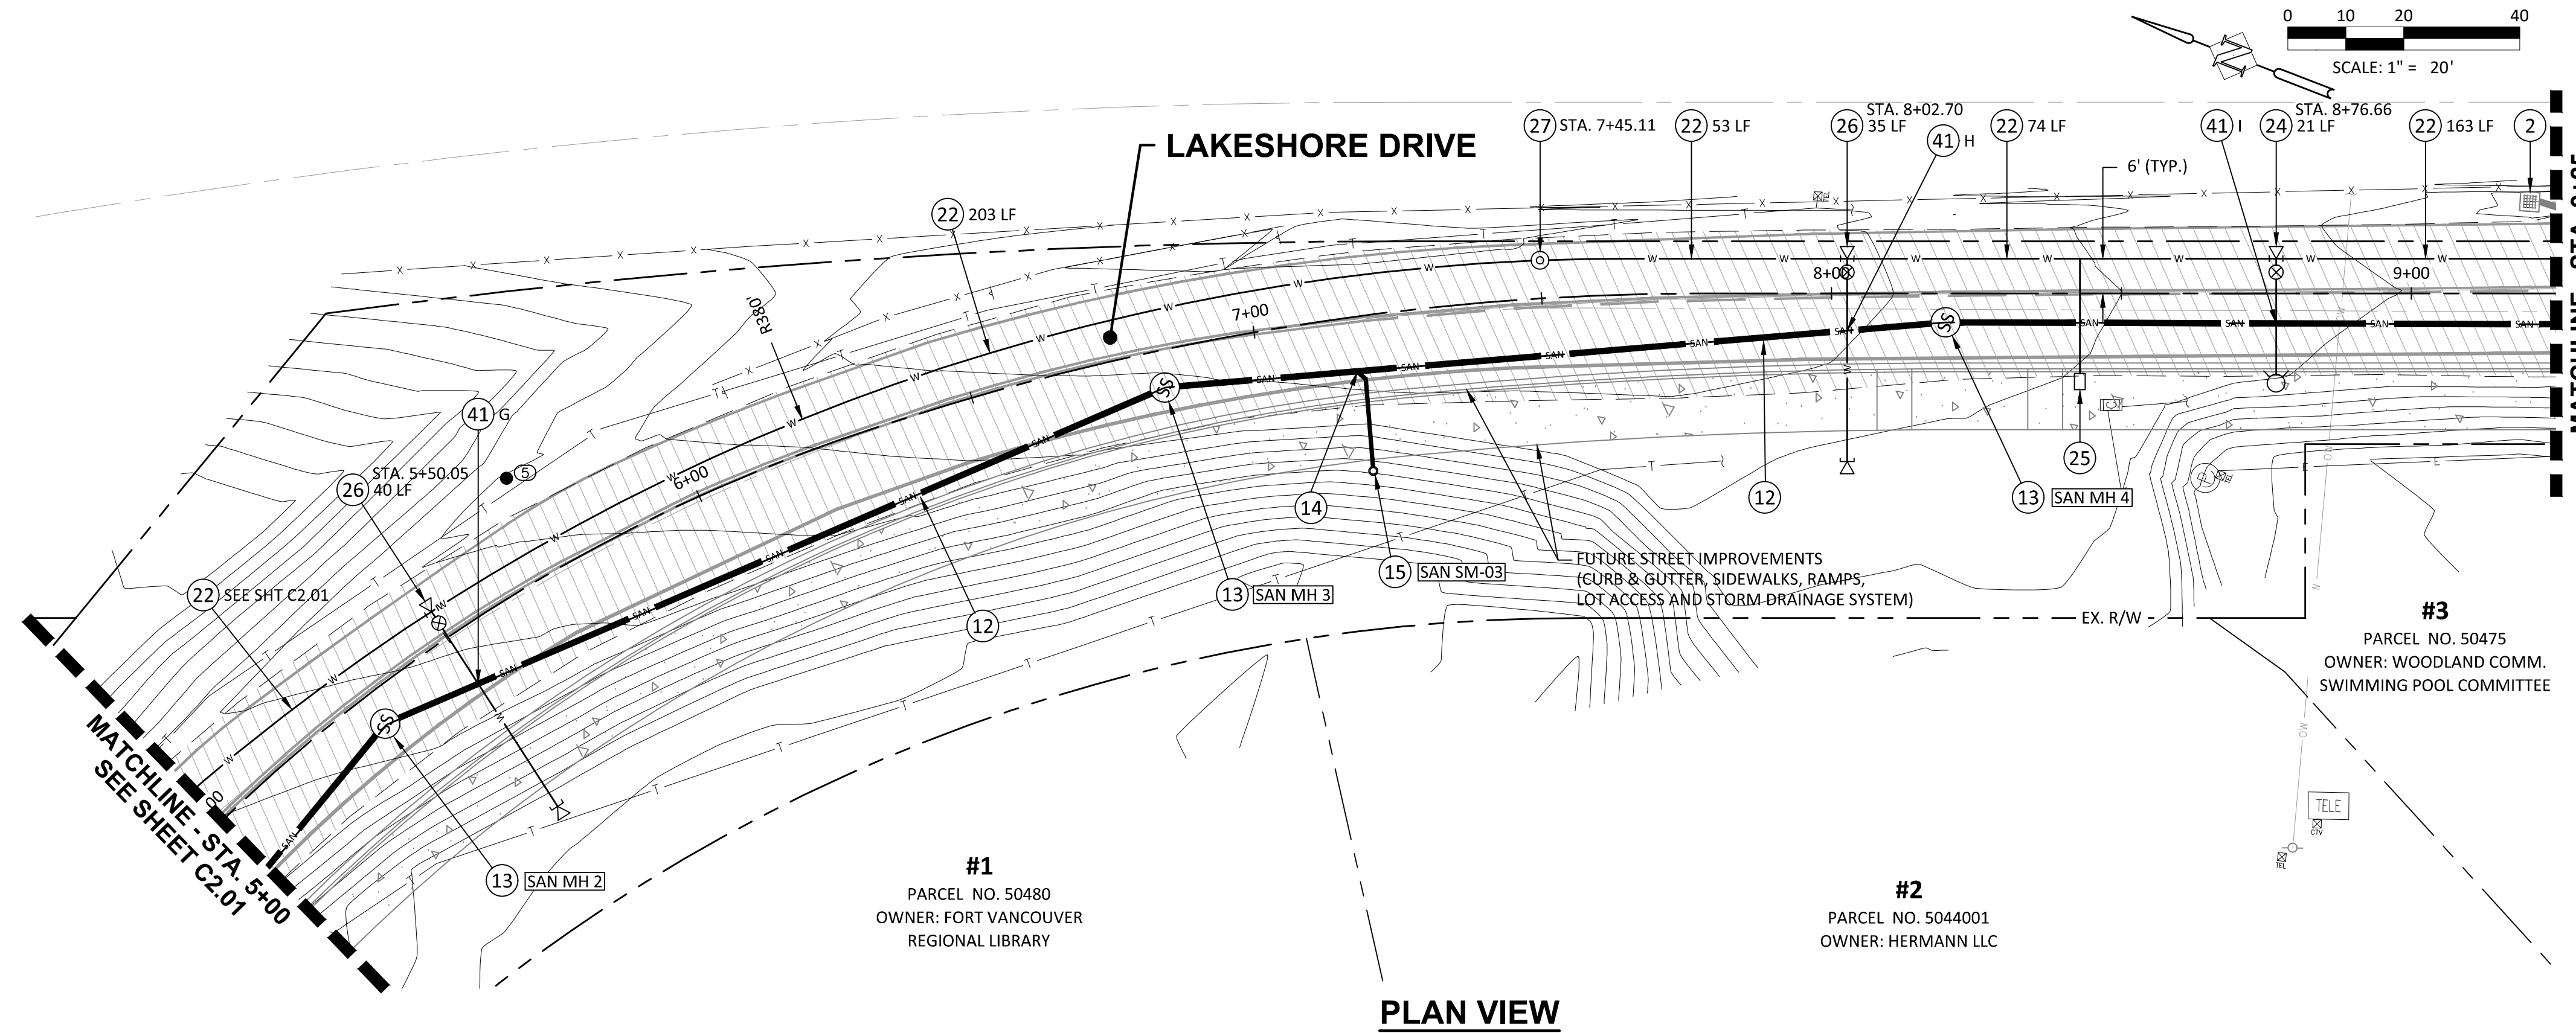 0 10 20 40
SCALE: 1" = 20'
N
LAKESHORE DRIVE
27 STA. 7+45.11
22 53 LF
STA. 8+02.70
26 35 LF
41 H
22 74 LF
41 I
STA. 8+76.66
24 21 LF
22 163 LF
2
6' (TYP.)
22 203 LF
R380'
6+00
7+00
8+00
9+00
41 G
5
STA. 5+50.05
26 40 LF
22 SEE SHT C2.01
MATCHLINE - STA. 5+00
SEE SHEET C2.01
13 SAN MH 2
12
13 SAN MH 3
14
15 SAN SM-03
12
13 SAN MH 4
25
FUTURE STREET IMPROVEMENTS
(CURB & GUTTER, SIDEWALKS, RAMPS,
LOT ACCESS AND STORM DRAINAGE SYSTEM)
EX. R/W
#1
PARCEL NO. 50480
OWNER: FORT VANCOUVER
REGIONAL LIBRARY
#2
PARCEL NO. 5044001
OWNER: HERMANN LLC
#3
PARCEL NO. 50475
OWNER: WOODLAND COMM.
SWIMMING POOL COMMITTEE
TELE
CTV
TEL
PLAN VIEW